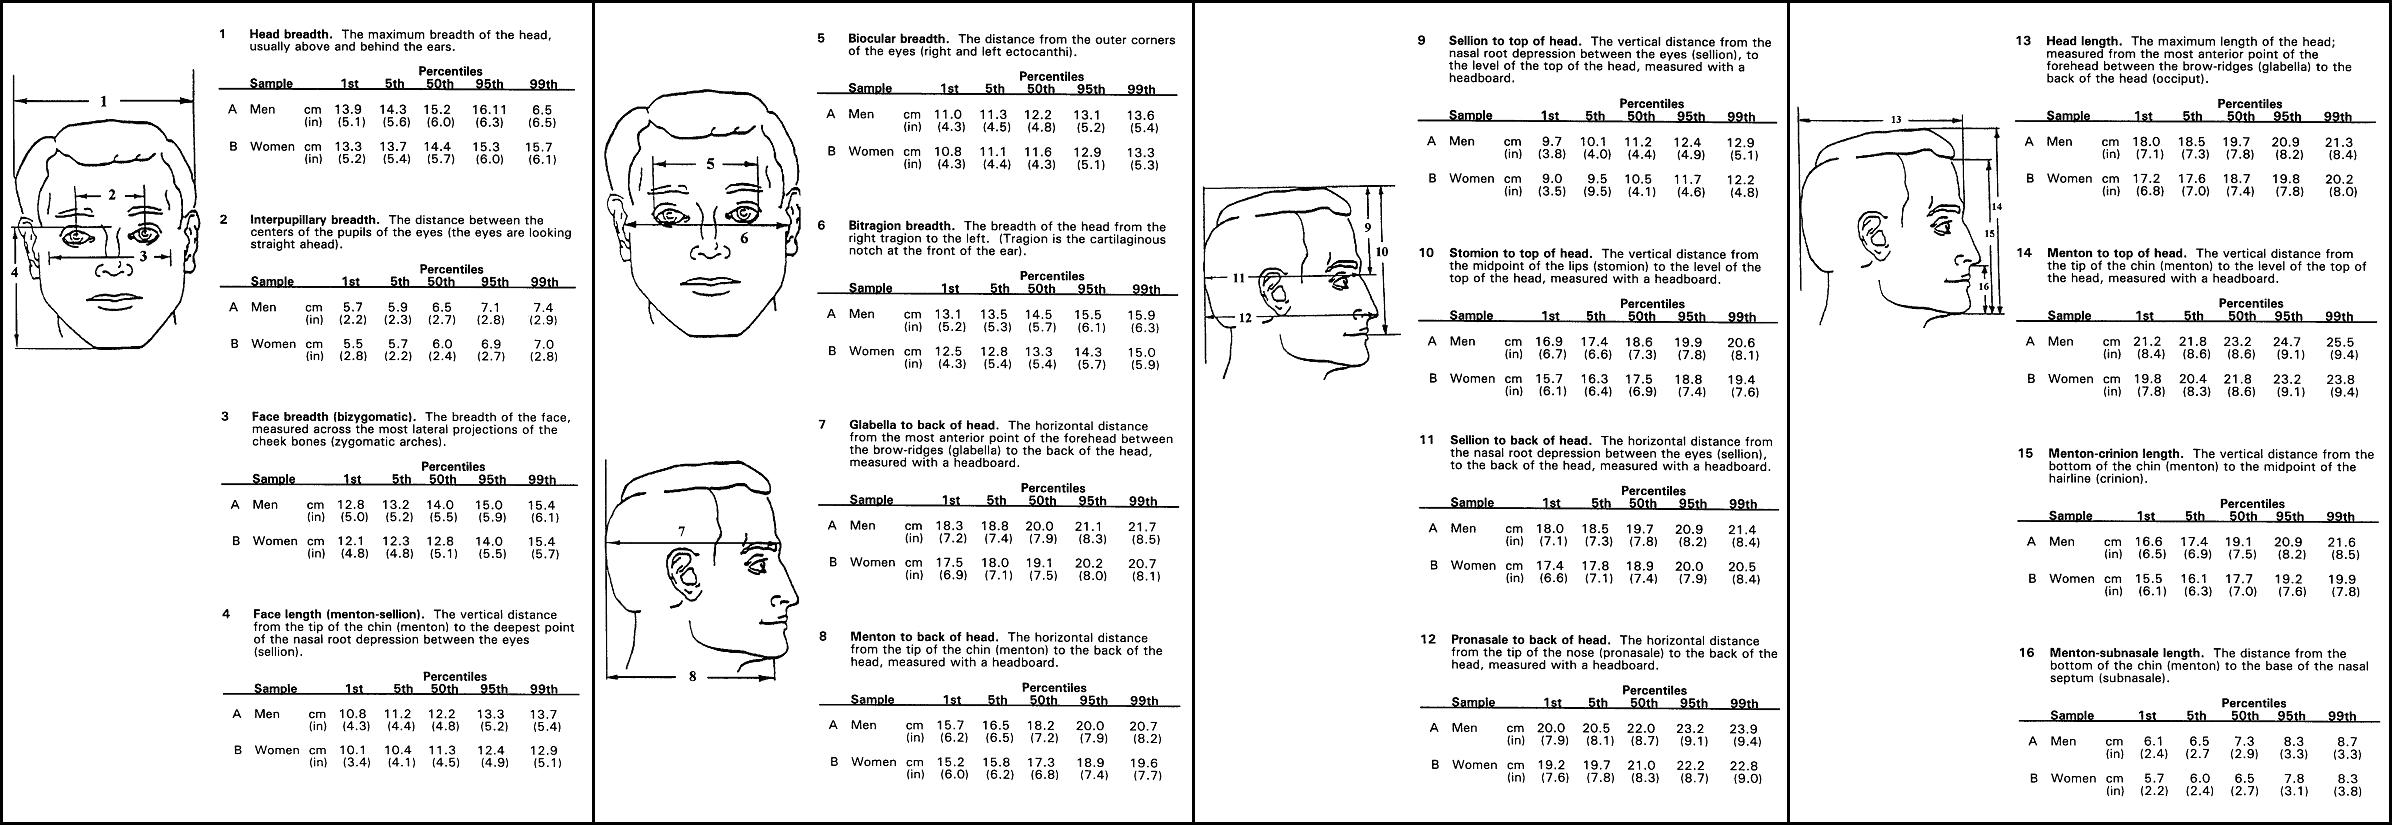 1 Head breadth. The maximum breadth of the head,
usually above and behind the ears.
Percentiles
Sample 1st 5th 50th 95th 99th
A Men cm 13.9 14.3 15.2 16.11 6.5
(in) (5.1) (5.6) (6.0) (6.3) (6.5)
B Women cm 13.3 13.7 14.4 15.3 15.7
(in) (5.2) (5.4) (5.7) (6.0) (6.1)
1
2
3
4
2 Interpupillary breadth. The distance between the
centers of the pupils of the eyes (the eyes are looking
straight ahead).
Percentiles
Sample 1st 5th 50th 95th 99th
A Men cm 5.7 5.9 6.5 7.1 7.4
(in) (2.2) (2.3) (2.7) (2.8) (2.9)
B Women cm 5.5 5.7 6.0 6.9 7.0
(in) (2.8) (2.2) (2.4) (2.7) (2.8)
3 Face breadth (bizygomatic). The breadth of the face,
measured across the most lateral projections of the
cheek bones (zygomatic arches).
Percentiles
Sample 1st 5th 50th 95th 99th
A Men cm 12.8 13.2 14.0 15.0 15.4
(in) (5.0) (5.2) (5.5) (5.9) (6.1)
B Women cm 12.1 12.3 12.8 14.0 15.4
(in) (4.8) (4.8) (5.1) (5.5) (5.7)
4 Face length (menton-sellion). The vertical distance
from the tip of the chin (menton) to the deepest point
of the nasal root depression between the eyes
(sellion).
Percentiles
Sample 1st 5th 50th 95th 99th
A Men cm 10.8 11.2 12.2 13.3 13.7
(in) (4.3) (4.4) (4.8) (5.2) (5.4)
B Women cm 10.1 10.4 11.3 12.4 12.9
(in) (3.4) (4.1) (4.5) (4.9) (5.1)
5 Biocular breadth. The distance from the outer corners
of the eyes (right and left ectocanthi).
Percentiles
Sample 1st 5th 50th 95th 99th
A Men cm 11.0 11.3 12.2 13.1 13.6
(in) (4.3) (4.5) (4.8) (5.2) (5.4)
B Women cm 10.8 11.1 11.6 12.9 13.3
(in) (4.3) (4.4) (4.3) (5.1) (5.3)
5
6
6 Bitragion breadth. The breadth of the head from the
right tragion to the left. (Tragion is the cartilaginous
notch at the front of the ear).
Percentiles
Sample 1st 5th 50th 95th 99th
A Men cm 13.1 13.5 14.5 15.5 15.9
(in) (5.2) (5.3) (5.7) (6.1) (6.3)
B Women cm 12.5 12.8 13.3 14.3 15.0
(in) (4.3) (5.4) (5.4) (5.7) (5.9)
7 Glabella to back of head. The horizontal distance
from the most anterior point of the forehead between
the brow-ridges (glabella) to the back of the head,
measured with a headboard.
Percentiles
Sample 1st 5th 50th 95th 99th
A Men cm 18.3 18.8 20.0 21.1 21.7
(in) (7.2) (7.4) (7.9) (8.3) (8.5)
B Women cm 17.5 18.0 19.1 20.2 20.7
(in) (6.9) (7.1) (7.5) (8.0) (8.1)
7
8
8 Menton to back of head. The horizontal distance
from the tip of the chin (menton) to the back of the
head, measured with a headboard.
Percentiles
Sample 1st 5th 50th 95th 99th
A Men cm 15.7 16.5 18.2 20.0 20.7
(in) (6.2) (6.5) (7.2) (7.9) (8.2)
B Women cm 15.2 15.8 17.3 18.9 19.6
(in) (6.0) (6.2) (6.8) (7.4) (7.7)
9 Sellion to top of head. The vertical distance from the
nasal root depression between the eyes (sellion), to
the level of the top of the head, measured with a
headboard.
Percentiles
Sample 1st 5th 50th 95th 99th
A Men cm 9.7 10.1 11.2 12.4 12.9
(in) (3.8) (4.0) (4.4) (4.9) (5.1)
B Women cm 9.0 9.5 10.5 11.7 12.2
(in) (3.5) (9.5) (4.1) (4.6) (4.8)
9
10
11
12
10 Stomion to top of head. The vertical distance from
the midpoint of the lips (stomion) to the level of the
top of the head, measured with a headboard.
Percentiles
Sample 1st 5th 50th 95th 99th
A Men cm 16.9 17.4 18.6 19.9 20.6
(in) (6.7) (6.6) (7.3) (7.8) (8.1)
B Women cm 15.7 16.3 17.5 18.8 19.4
(in) (6.1) (6.4) (6.9) (7.4) (7.6)
11 Sellion to back of head. The horizontal distance from
the nasal root depression between the eyes (sellion),
to the back of the head, measured with a headboard.
Percentiles
Sample 1st 5th 50th 95th 99th
A Men cm 18.0 18.5 19.7 20.9 21.4
(in) (7.1) (7.3) (7.8) (8.2) (8.4)
B Women cm 17.4 17.8 18.9 20.0 20.5
(in) (6.6) (7.1) (7.4) (7.9) (8.4)
12 Pronasale to back of head. The horizontal distance
from the tip of the nose (pronasale) to the back of the
head, measured with a headboard.
Percentiles
Sample 1st 5th 50th 95th 99th
A Men cm 20.0 20.5 22.0 23.2 23.9
(in) (7.9) (8.1) (8.7) (9.1) (9.4)
B Women cm 19.2 19.7 21.0 22.2 22.8
(in) (7.6) (7.8) (8.3) (8.7) (9.0)
13 Head length. The maximum length of the head;
measured from the most anterior point of the
forehead between the brow-ridges (glabella) to the
back of the head (occiput).
Percentiles
Sample 1st 5th 50th 95th 99th
A Men cm 18.0 18.5 19.7 20.9 21.3
(in) (7.1) (7.3) (7.8) (8.2) (8.4)
B Women cm 17.2 17.6 18.7 19.8 20.2
(in) (6.8) (7.0) (7.4) (7.8) (8.0)
13
14
15
16
14 Menton to top of head. The vertical distance from
the tip of the chin (menton) to the level of the top of
the head, measured with a headboard.
Percentiles
Sample 1st 5th 50th 95th 99th
A Men cm 21.2 21.8 23.2 24.7 25.5
(in) (8.4) (8.6) (8.6) (9.1) (9.4)
B Women cm 19.8 20.4 21.8 23.2 23.8
(in) (7.8) (8.3) (8.6) (9.1) (9.4)
15 Menton-crinion length. The vertical distance from the
bottom of the chin (menton) to the midpoint of the
hairline (crinion).
Percentiles
Sample 1st 5th 50th 95th 99th
A Men cm 16.6 17.4 19.1 20.9 21.6
(in) (6.5) (6.9) (7.5) (8.2) (8.5)
B Women cm 15.5 16.1 17.7 19.2 19.9
(in) (6.1) (6.3) (7.0) (7.6) (7.8)
16 Menton-subnasale length. The distance from the
bottom of the chin (menton) to the base of the nasal
septum (subnasale).
Percentiles
Sample 1st 5th 50th 95th 99th
A Men cm 6.1 6.5 7.3 8.3 8.7
(in) (2.4) (2.7 (2.9) (3.3) (3.3)
B Women cm 5.7 6.0 6.5 7.8 8.3
(in) (2.2) (2.4) (2.7) (3.1) (3.8)